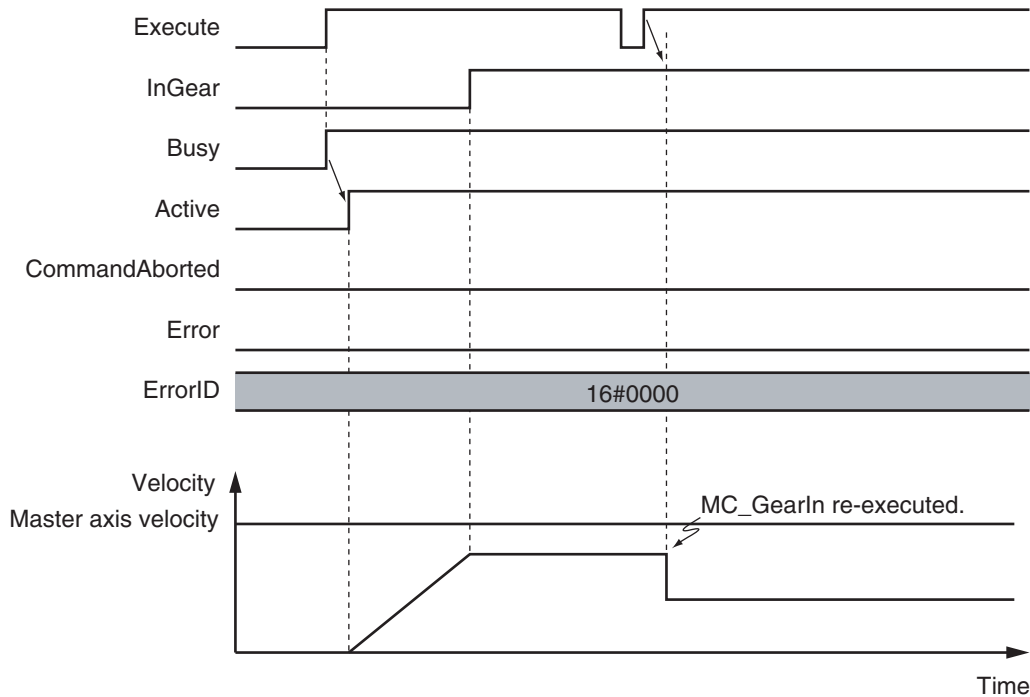 Execute
InGear
Busy
Active
CommandAborted
Error
ErrorID
16#0000
Velocity
Master axis velocity
MC_GearIn re-executed.
Time